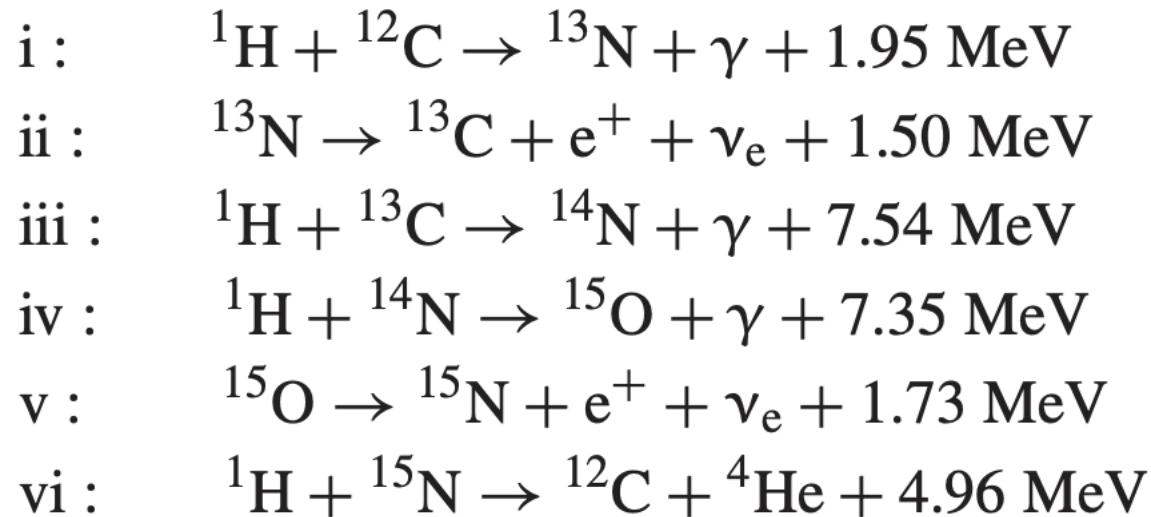 i : ¹H + ¹²C → ¹³N + γ + 1.95 MeV
ii : ¹³N → ¹³C + e⁺ + νₑ + 1.50 MeV
iii : ¹H + ¹³C → ¹⁴N + γ + 7.54 MeV
iv : ¹H + ¹⁴N → ¹⁵O + γ + 7.35 MeV
v : ¹⁵O → ¹⁵N + e⁺ + νₑ + 1.73 MeV
vi : ¹H + ¹⁵N → ¹²C + ⁴He + 4.96 MeV